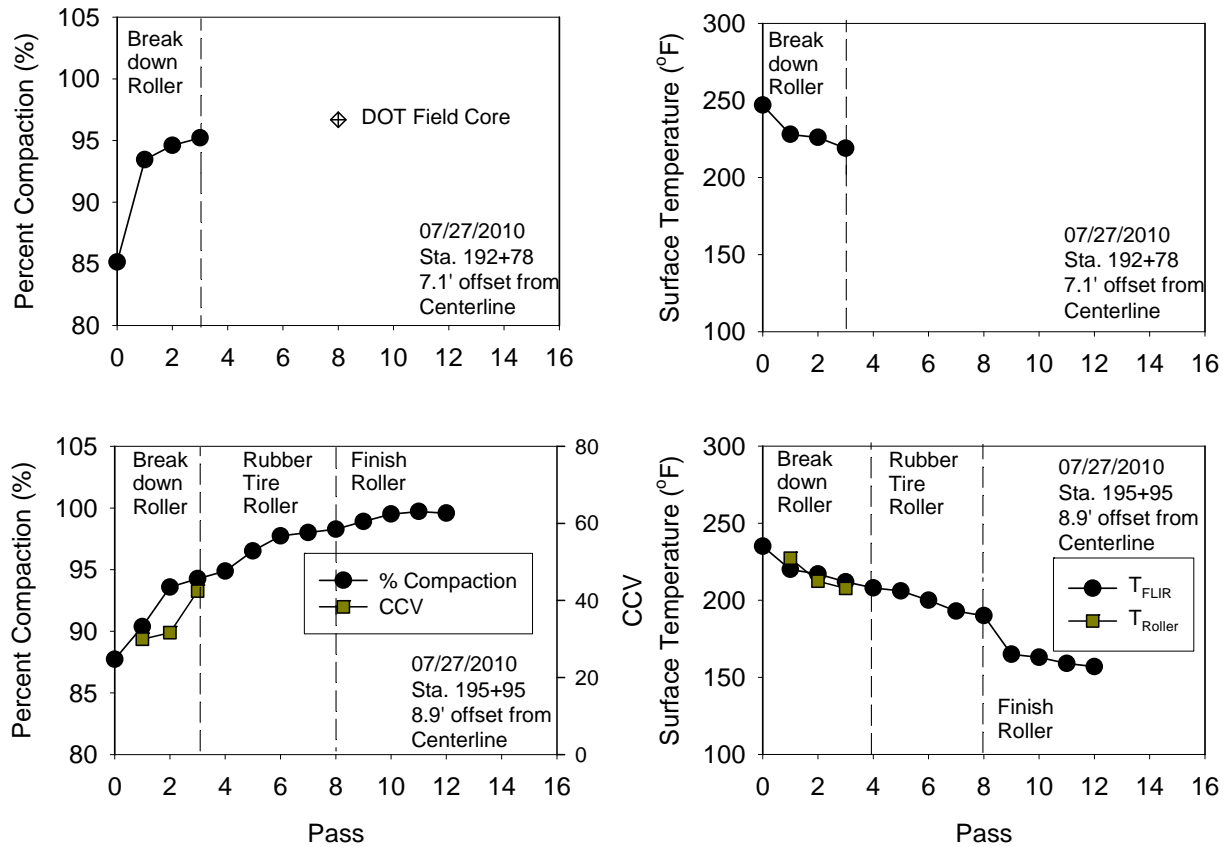 Percent Compaction (%)
105
100
95
90
85
80
0 2 4 6 8 10 12 14 16
Break
down
Roller
DOT Field Core
07/27/2010
Sta. 192+78
7.1' offset from
Centerline
Surface Temperature (°F)
300
250
200
150
100
0 2 4 6 8 10 12 14 16
Break
down
Roller
07/27/2010
Sta. 192+78
7.1' offset from
Centerline
Percent Compaction (%)
105
100
95
90
85
80
0 2 4 6 8 10 12 14 16
Pass
CCV
80
60
40
20
0
Break
down
Roller
Rubber
Tire
Roller
Finish
Roller
% Compaction
CCV
07/27/2010
Sta. 195+95
8.9' offset from
Centerline
Surface Temperature (°F)
300
250
200
150
100
0 2 4 6 8 10 12 14 16
Pass
Break
down
Roller
Rubber
Tire
Roller
07/27/2010
Sta. 195+95
8.9' offset from
Centerline
T FLIR
T Roller
Finish
Roller